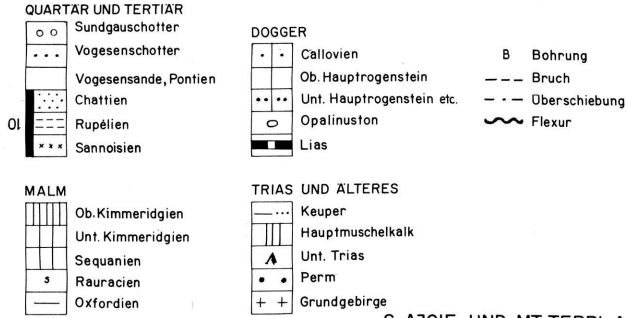 QUARTÄR UND TERTIÄR
Sundgauschotter
Vogesenschotter
Vogesensande, Pontien
Chattien
OL
Rupélien
Sannoisien
MALM
Ob. Kimmeridgien
Unt. Kimmeridgien
Sequanien
s Rauracien
Oxfordien
DOGGER
Callovien
Ob. Hauptrogenstein
Unt. Hauptrogenstein etc.
Opalinuston
Lias
TRIAS UND ÄLTERES
Keuper
Hauptmuschelkalk
Unt. Trias
Perm
Grundgebirge
B Bohrung
Bruch
Überschiebung
Flexur